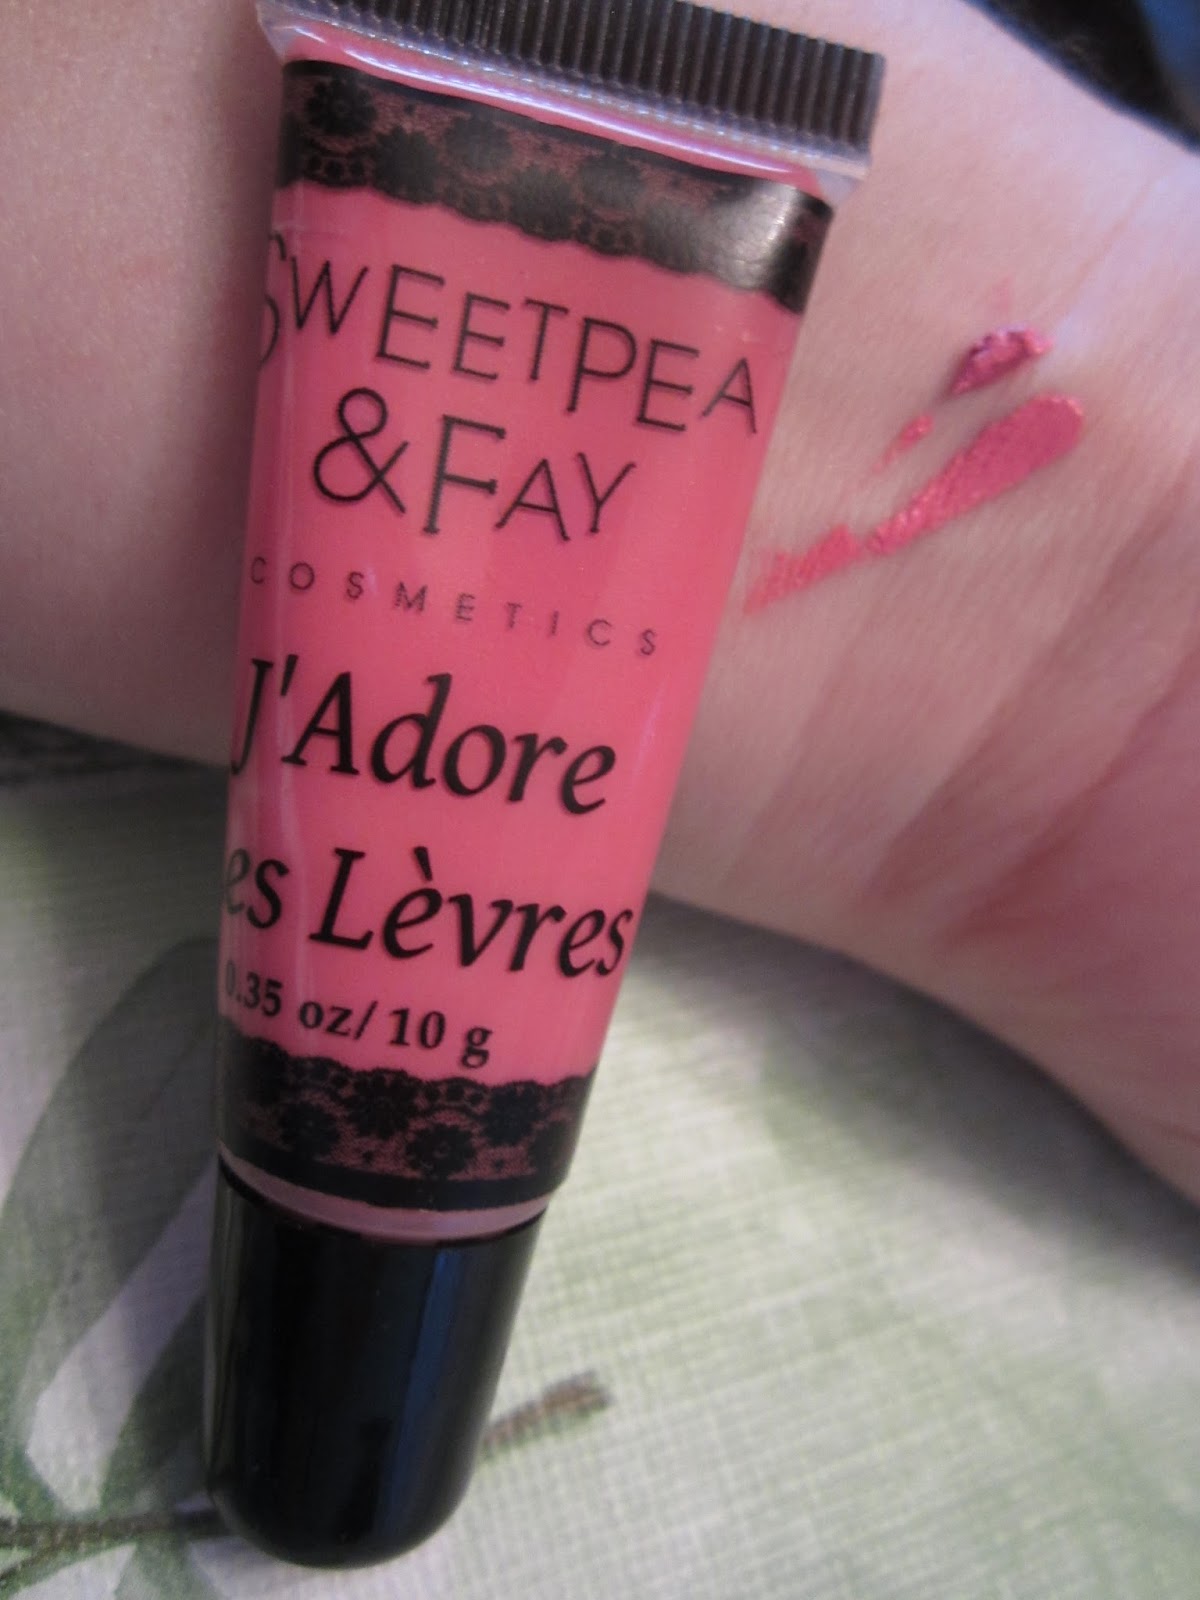 SWEETPEA
& FAY
COSMETICS
J'Adore
es Lèvres
0.35 oz/ 10 g